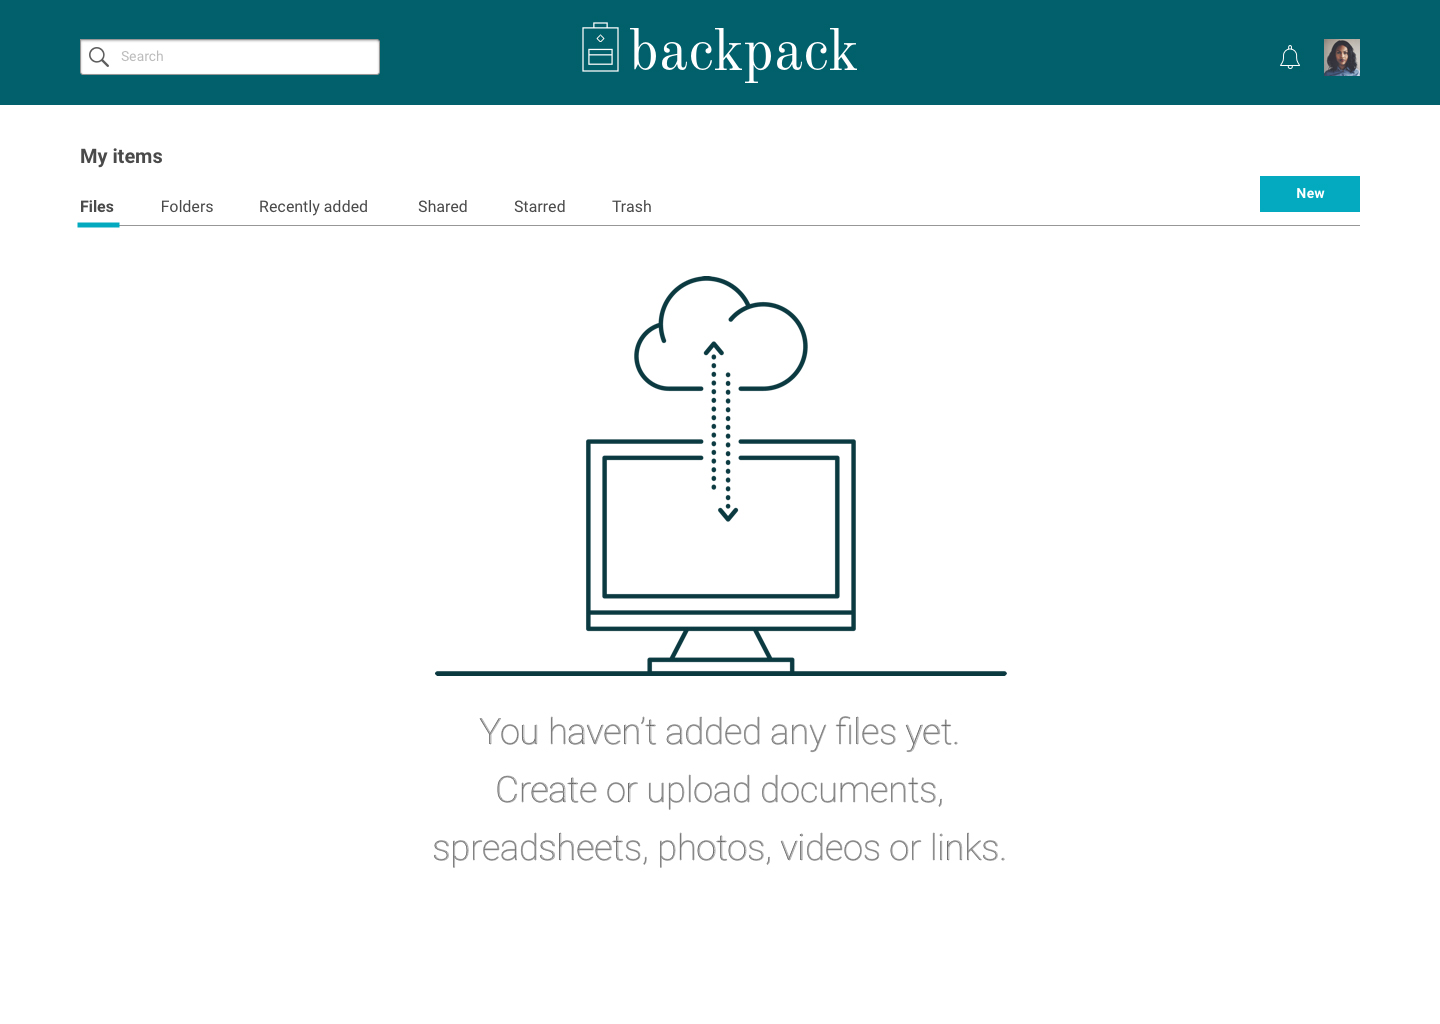 Search
backpack
My items
Files Folders Recently added Shared Starred Trash
New
You haven’t added any files yet.
Create or upload documents,
spreadsheets, photos, videos or links.